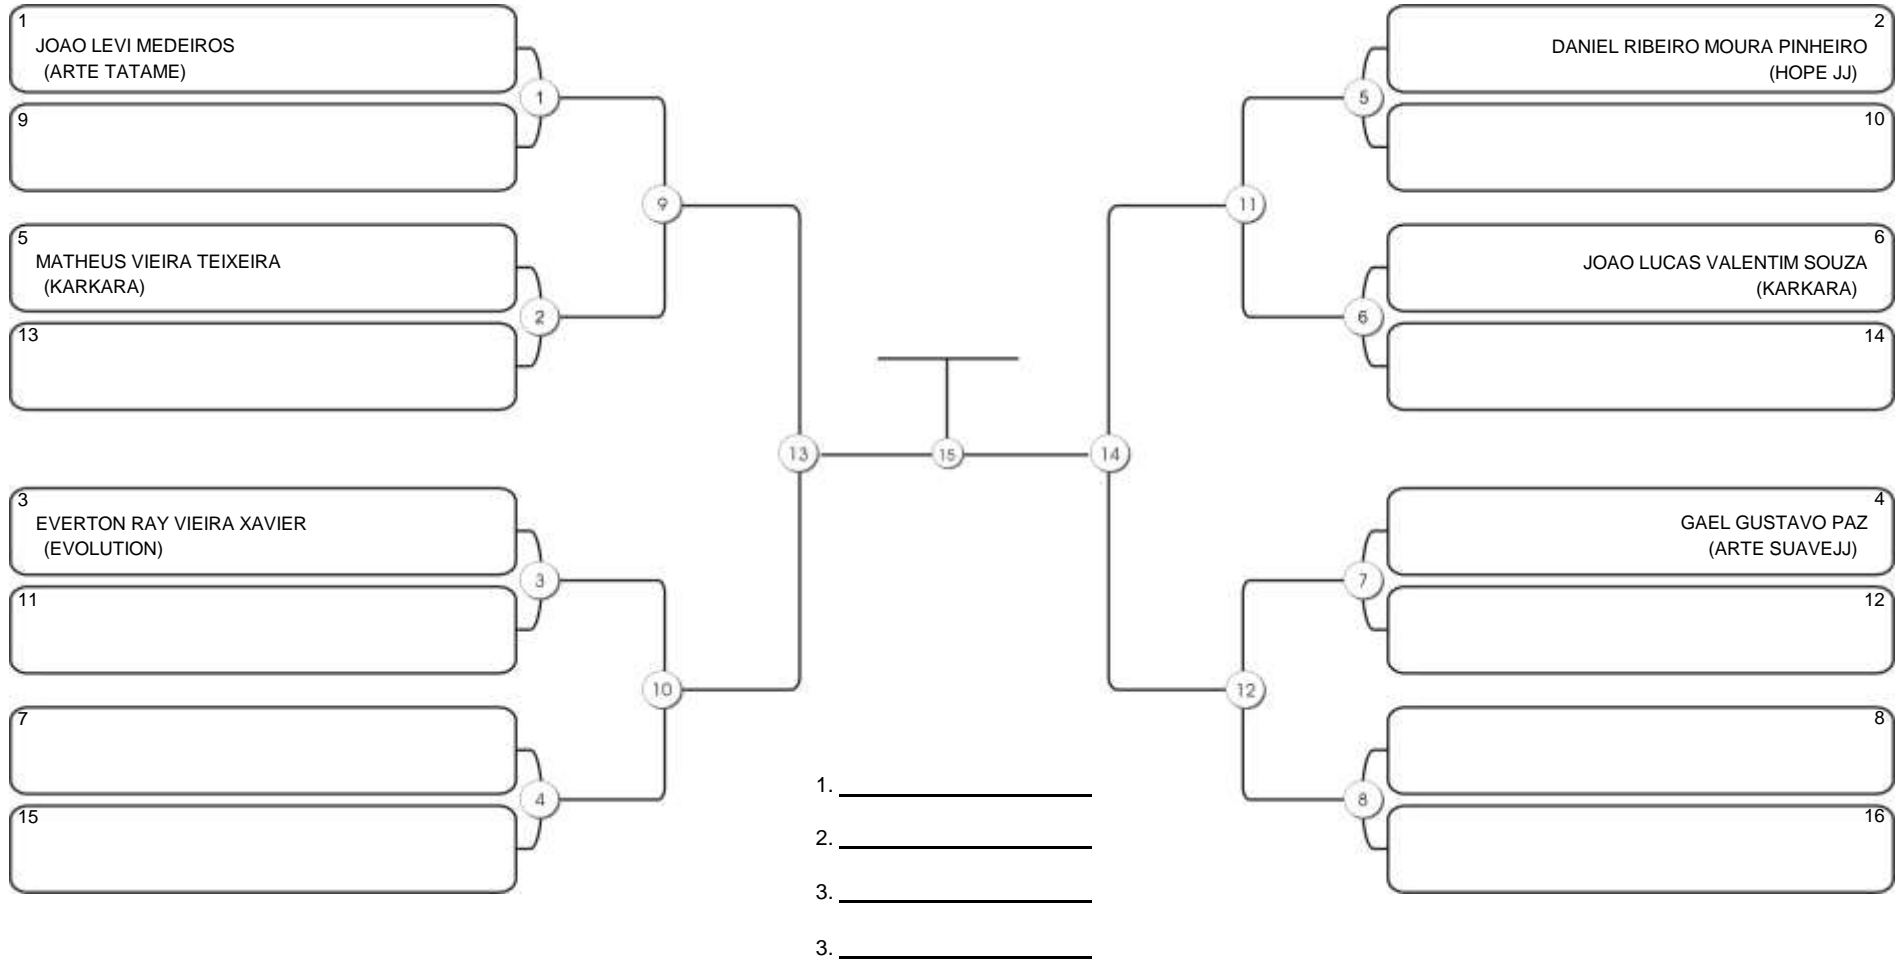 1
JOAO LEVI MEDEIROS
(ARTE TATAME)
9
1
5
MATHEUS VIEIRA TEIXEIRA
(KARKARA)
13
2
9
3
EVERTON RAY VIEIRA XAVIER
(EVOLUTION)
11
3
7
15
4
10
13
15
14
2
DANIEL RIBEIRO MOURA PINHEIRO
(HOPE JJ)
10
5
6
JOAO LUCAS VALENTIM SOUZA
(KARKARA)
14
6
11
4
GAEL GUSTAVO PAZ
(ARTE SUAVEJJ)
12
7
8
16
8
12
1.
2.
3.
3.